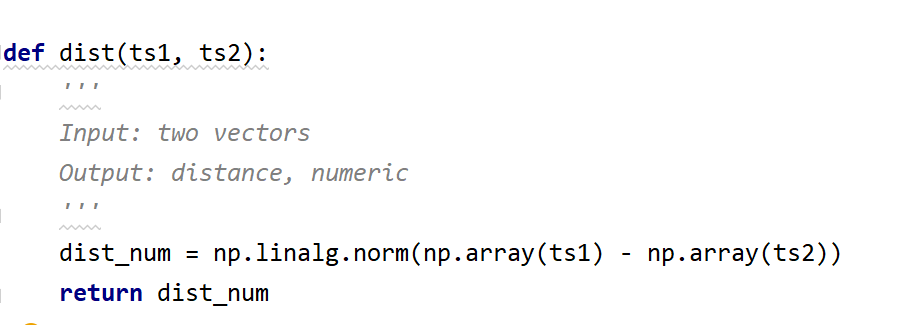 def dist(ts1, ts2):
    '''
    Input: two vectors
    Output: distance, numeric
    '''
    dist_num = np.linalg.norm(np.array(ts1) - np.array(ts2))
    return dist_num